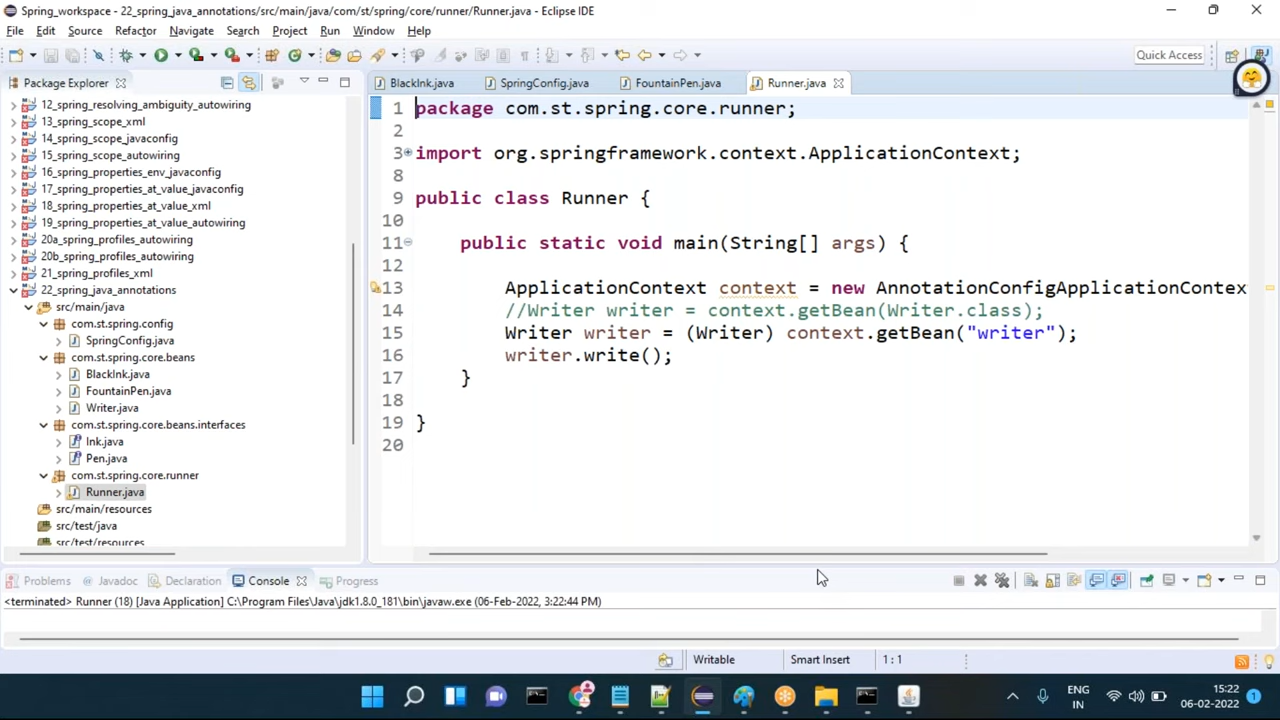 Spring_workspace - 22_spring_java_annotations/src/main/java/com/st/spring/core/runner/Runner.java - Eclipse IDE
File Edit Source Refactor Navigate Search Project Run Window Help
Quick Access
Package Explorer
BlackInk.java SpringConfig.java FountainPen.java Runner.java
12_spring_resolving_ambiguity_autowiring
13_spring_scope_xml
14_spring_scope_javaconfig
15_spring_scope_autowiring
16_spring_properties_env_javaconfig
17_spring_properties_at_value_javaconfig
18_spring_properties_at_value_xml
19_spring_properties_at_value_autowiring
20a_spring_profiles_autowiring
20b_spring_profiles_autowiring
21_spring_profiles_xml
22_spring_java_annotations
src/main/java
com.st.spring.config
SpringConfig.java
com.st.spring.core.beans
BlackInk.java
FountainPen.java
Writer.java
com.st.spring.core.beans.interfaces
Ink.java
Pen.java
com.st.spring.core.runner
Runner.java
src/main/resources
src/test/java
src/test/resources
1 package com.st.spring.core.runner;
2
3 import org.springframework.context.ApplicationContext;
8
9 public class Runner {
10
11 public static void main(String[] args) {
12
13 ApplicationContext context = new AnnotationConfigApplicationContex
14 //Writer writer = context.getBean(Writer.class);
15 Writer writer = (Writer) context.getBean("writer");
16 writer.write();
17 }
18
19 }
20
Problems Javadoc Declaration Console Progress
<terminated> Runner (18) [Java Application] C:\Program Files\Java\jdk1.8.0_181\bin\javaw.exe (06-Feb-2022, 3:22:44 PM)
Writable Smart Insert 1 : 1
ENG
IN
15:22
06-02-2022
1